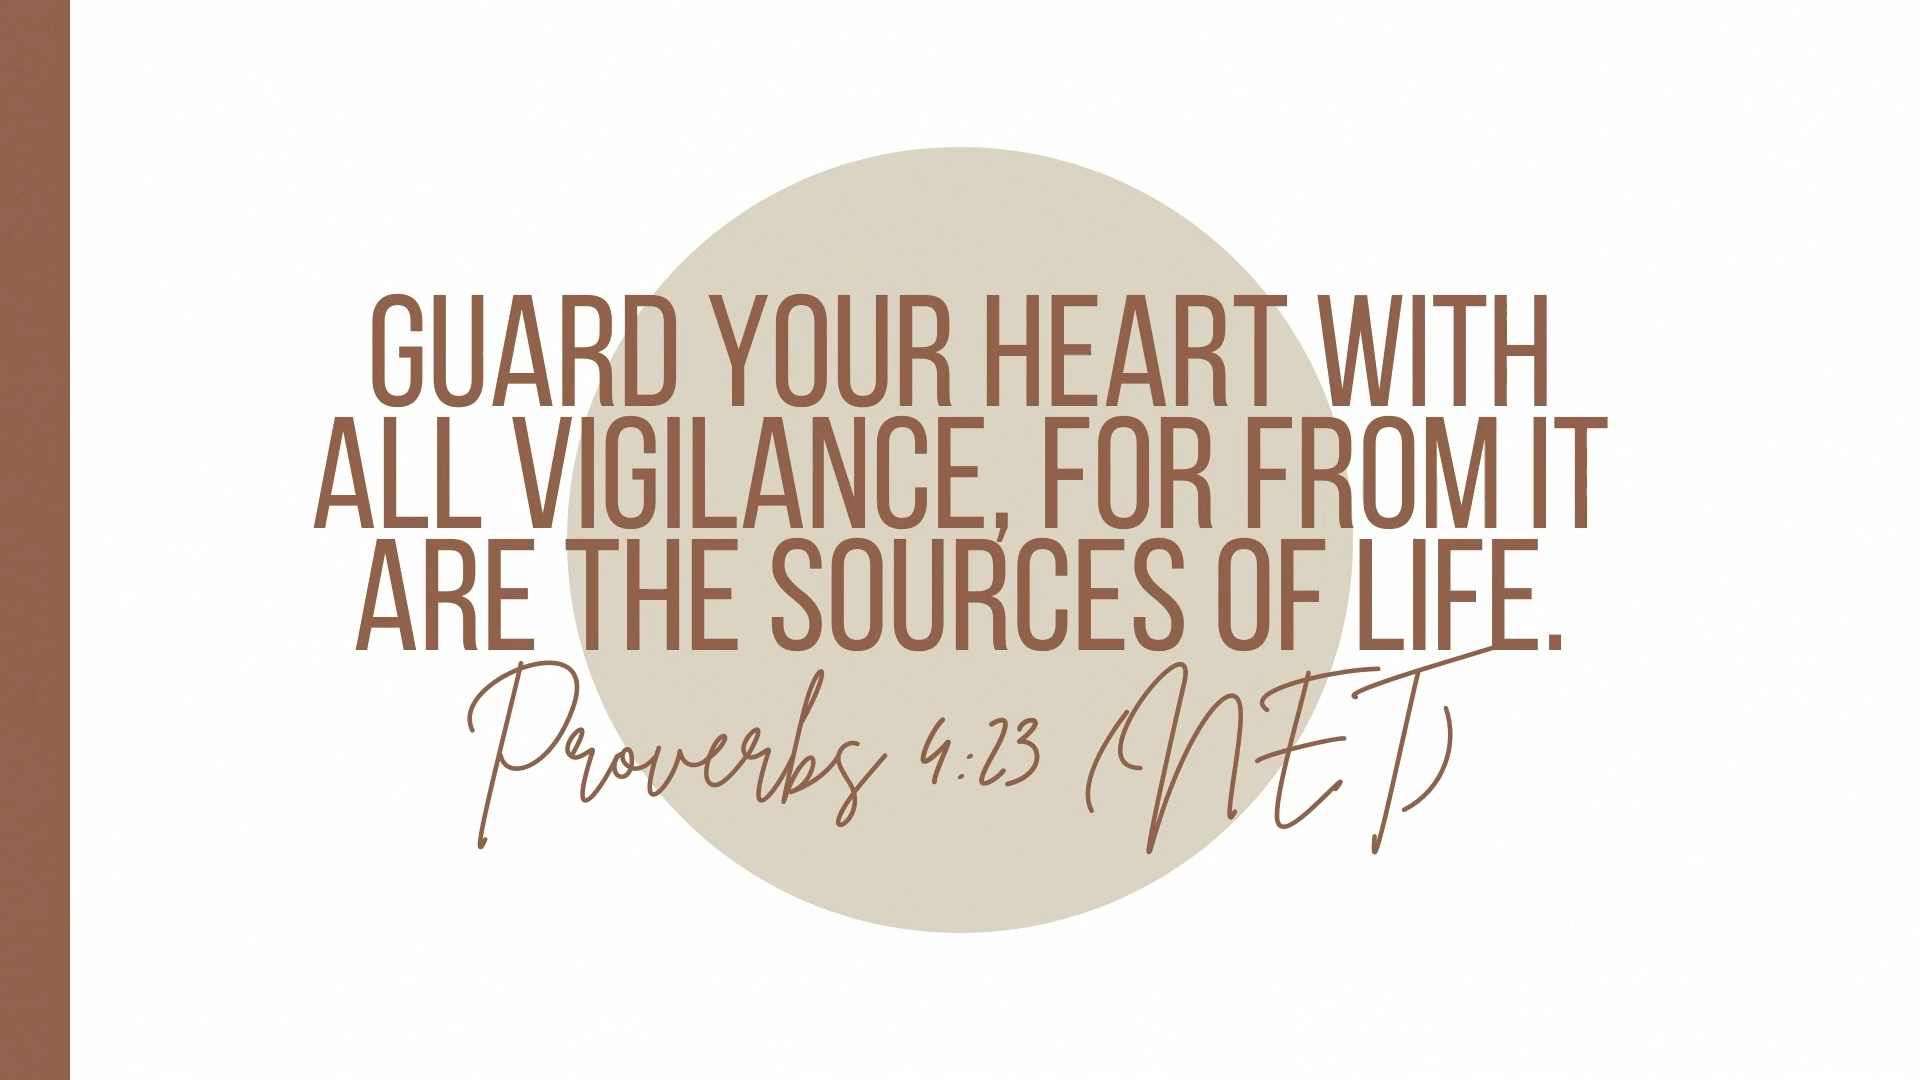 GUARD YOUR HEART WITH
ALL VIGILANCE, FOR FROM IT
ARE THE SOURCES OF LIFE.
Proverbs 4:23 (NET)